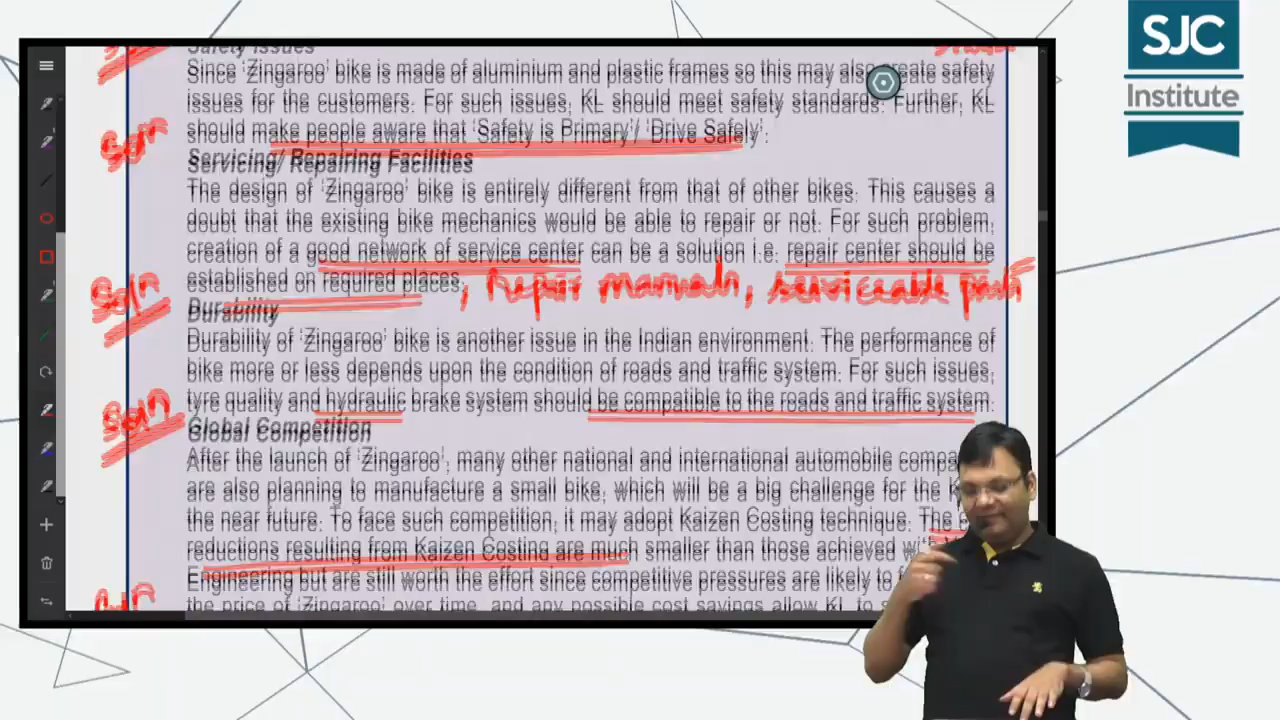 Safety Issues
Since 'Zingaroo' bike is made of aluminium and plastic frames so this may also create safety
issues for the customers. For such issues, KL should meet safety standards. Further, KL
should make people aware that 'Safety is Primary'/ 'Drive Safely'.
Soln
Servicing/ Repairing Facilities
The design of 'Zingaroo' bike is entirely different from that of other bikes. This causes a
doubt that the existing bike mechanics would be able to repair or not. For such problem,
creation of a good network of service center can be a solution i.e. repair center should be
established on required places. , Repair manuals, serviceable parts
Soln
Durability
Durability of 'Zingaroo' bike is another issue in the Indian environment. The performance of
bike more or less depends upon the condition of roads and traffic system. For such issues,
tyre quality and hydraulic brake system should be compatible to the roads and traffic system.
Soln
Global Competition
After the launch of 'Zingaroo', many other national and international automobile
are also planning to manufacture a small bike, which will be a big challenge for the
the near future. To face such competition, it may adopt Kaizen Costing technique. The
reductions resulting from Kaizen Costing are much smaller than those achieved
Engineering but are still worth the effort since competitive pressures are likely to
the price of 'Zingaroo' over time, and any possible cost savings allow KL to
Soln
SJC
Institute